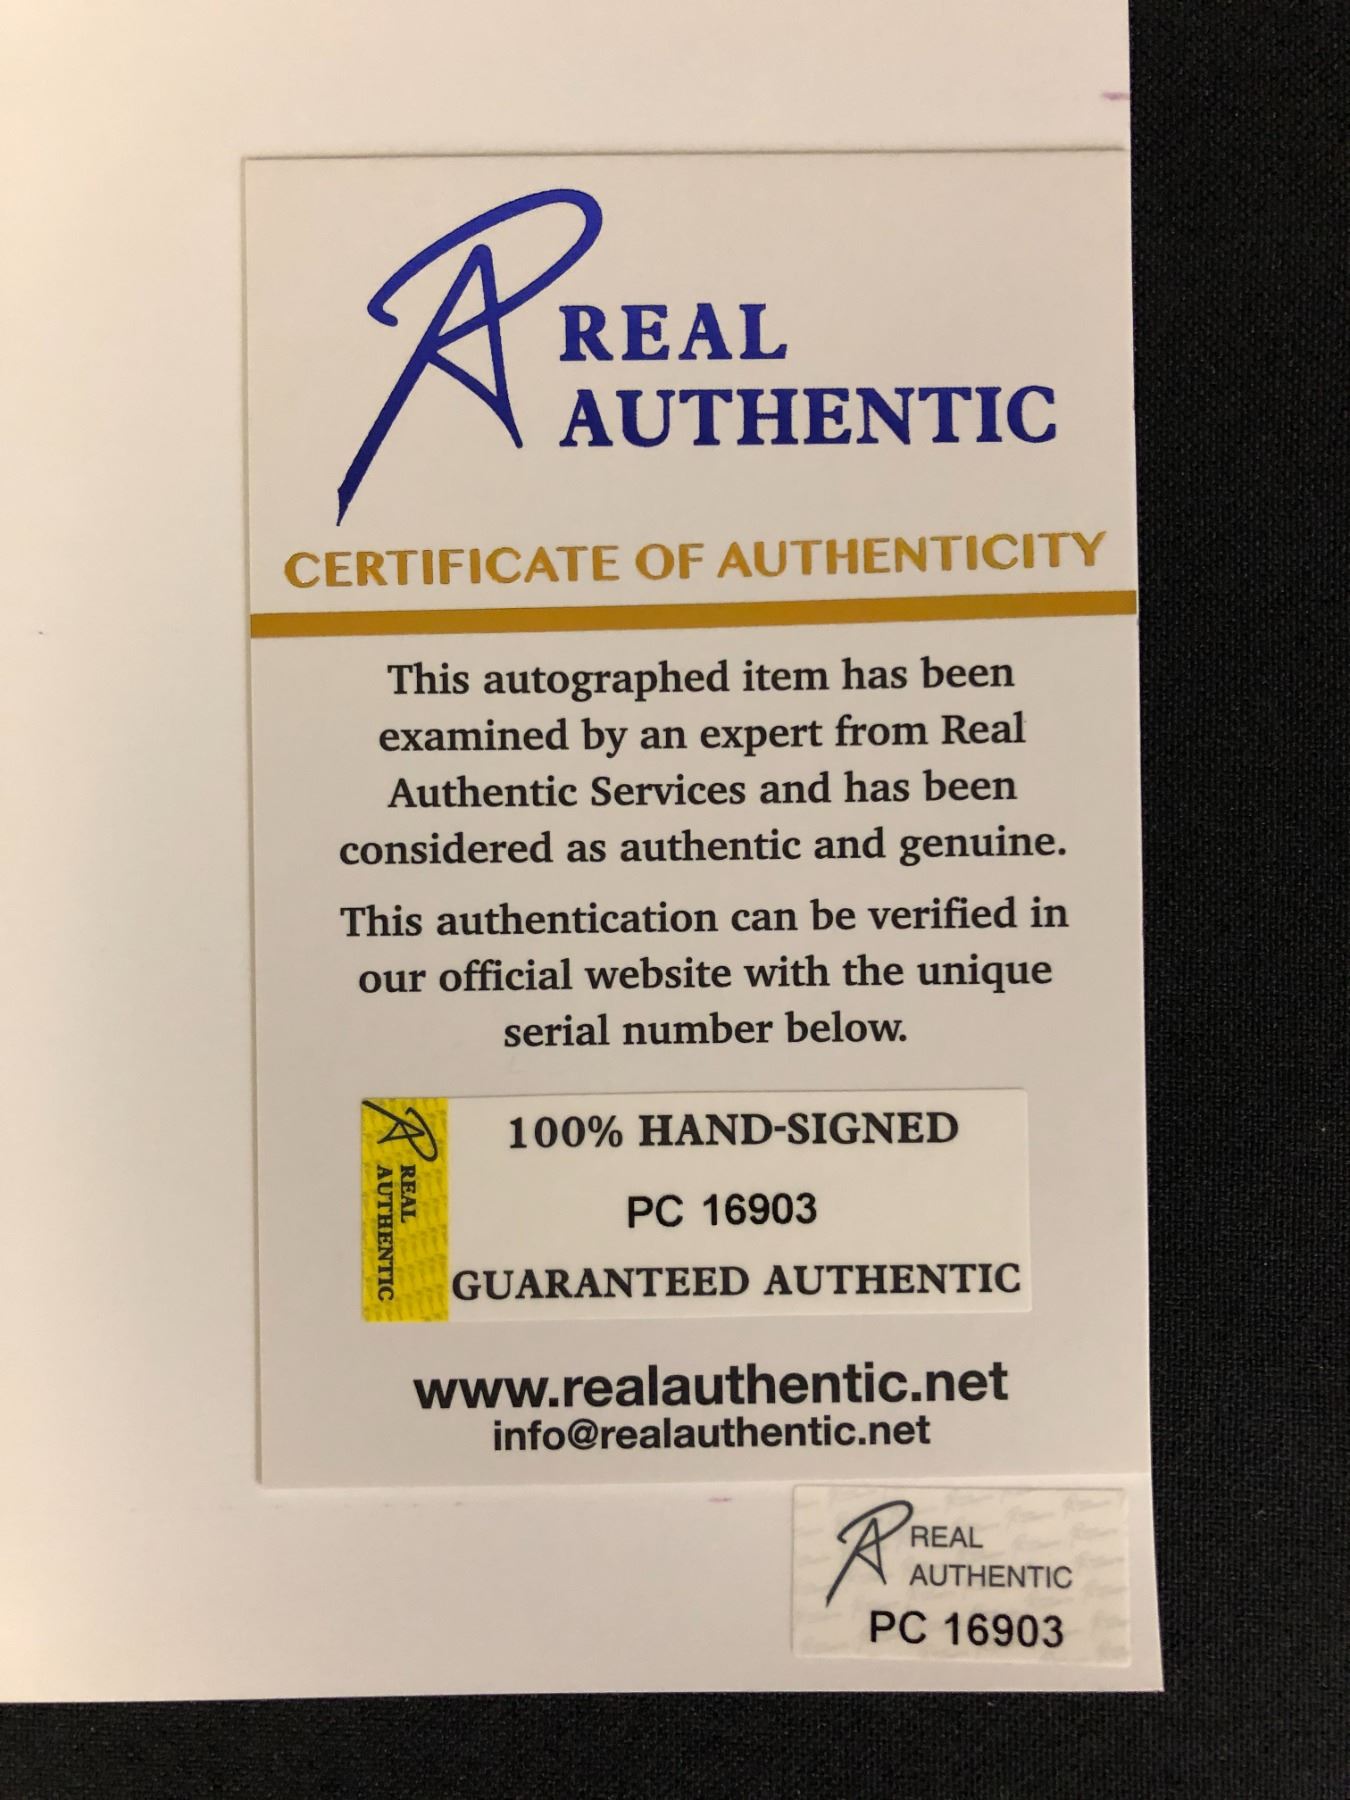 REAL
AUTHENTIC
CERTIFICATE OF AUTHENTICITY
This autographed item has been
examined by an expert from Real
Authentic Services and has been
considered as authentic and genuine.
This authentication can be verified in
our official website with the unique
serial number below.
REAL
AUTHENTIC
100% HAND-SIGNED
PC 16903
GUARANTEED AUTHENTIC
www.realauthentic.net
info@realauthentic.net
REAL
AUTHENTIC
PC 16903